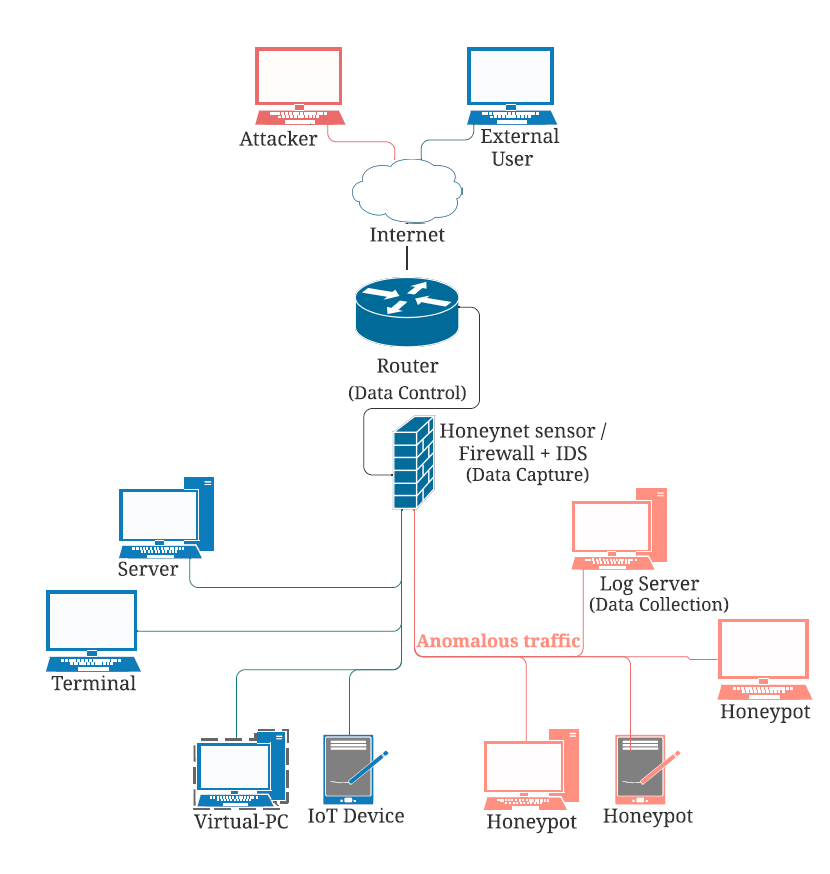 Attacker
External
User
Internet
Router
(Data Control)
Honeynet sensor /
Firewall + IDS
(Data Capture)
Server
Log Server
(Data Collection)
Anomalous traffic
Terminal
Honeypot
Virtual-PC
IoT Device
Honeypot
Honeypot